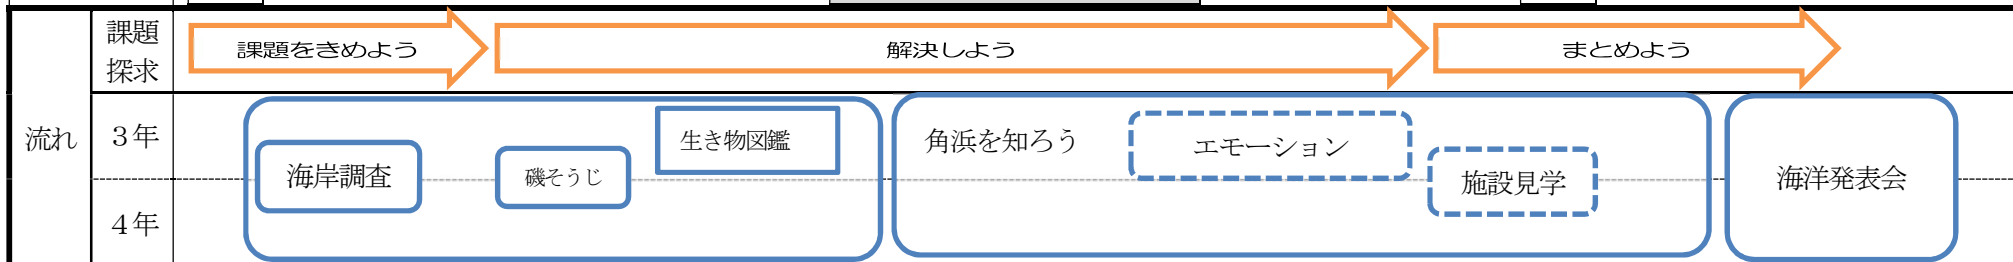 課題
探求
課題をきめよう
解決しよう
まとめよう
流れ
３年
４年
海岸調査
磯そうじ
生き物図鑑
角浜を知ろう
エモーション
施設見学
海洋発表会